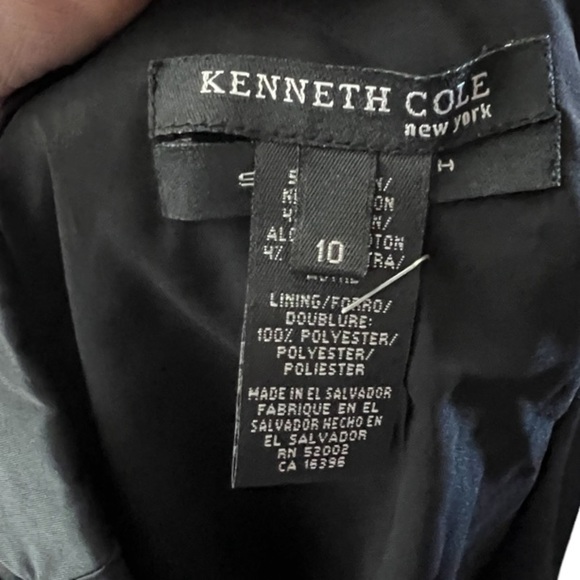 KENNETH COLE
new york
S H
10
4%
LINING/FORRO/
DOUBLURE:
100% POLYESTER/
POLYESTER/
POLIESTER
MADE IN EL SALVADOR
FABRIQUE EN EL
SALVADOR HECHO EN
EL SALVADOR
RN 52002
CA 16396